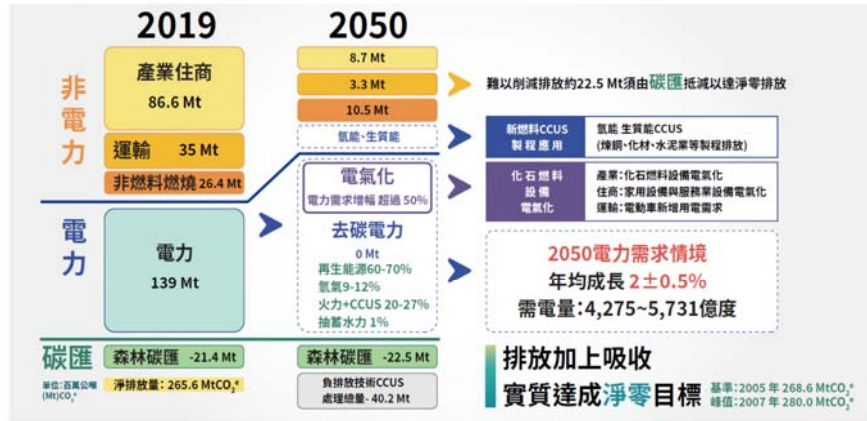 2019
2050
非電力
產業住商
86.6 Mt
運輸 35 Mt
非燃料燃燒 26.4 Mt
8.7 Mt
3.3 Mt
10.5 Mt
氫能、生質能
難以削減排放約22.5 Mt須由碳匯抵減以達淨零排放
新燃料CCUS
製程應用
氫能 生質能CCUS
(煉鋼、化材、水泥業等製程排放)
電氣化
電力需求增幅 超過 50%
化石燃料
設備
電氣化
產業:化石燃料設備電氣化
住商:家用設備與服務業設備電氣化
運輸:電動車新增用電需求
電力
電力
139 Mt
去碳電力
0 Mt
再生能源60-70%
氫氣9-12%
火力+CCUS 20-27%
抽蓄水力 1%
2050電力需求情境
年均成長 2±0.5%
需電量:4,275~5,731億度
碳匯
單位:百萬公噸
(Mt)CO₂ᵉ
森林碳匯 -21.4 Mt
淨排放量: 265.6 MtCO₂ᵉ
森林碳匯 -22.5 Mt
負排放技術CCUS
處理總量- 40.2 Mt
排放加上吸收
實質達成淨零目標
基準:2005 年 268.6 MtCO₂ᵉ
峰值:2007 年 280.0 MtCO₂ᵉ